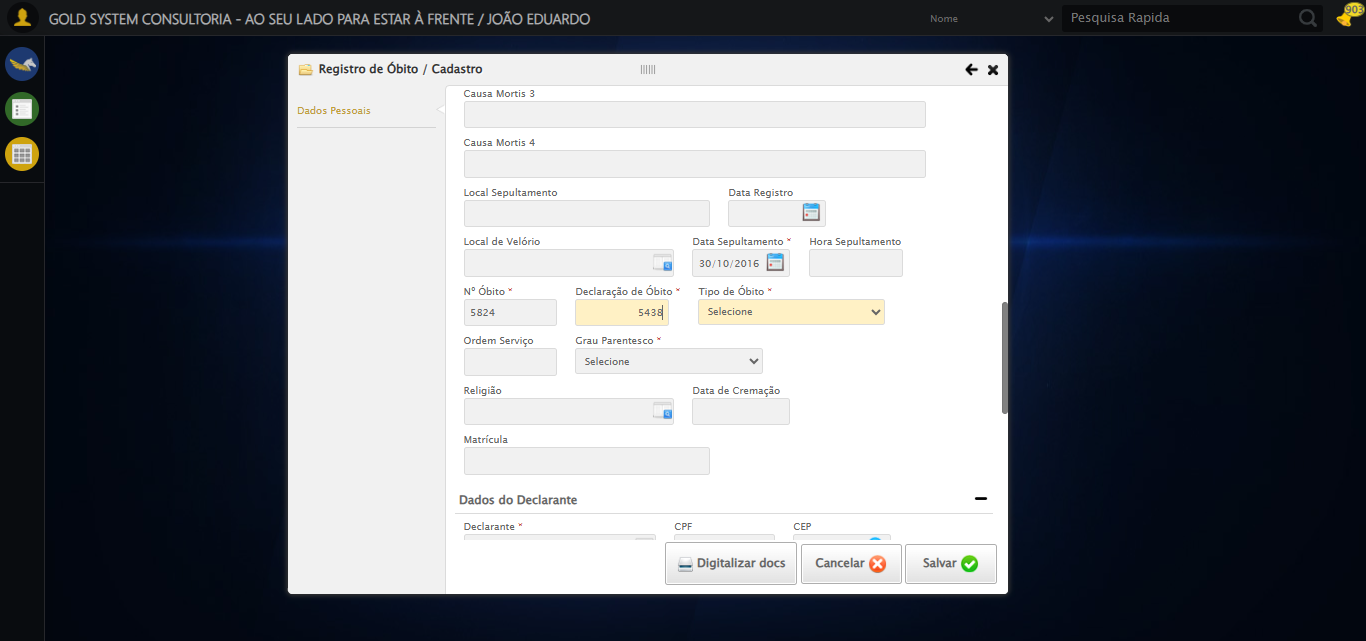 GOLD SYSTEM CONSULTORIA - AO SEU LADO PARA ESTAR À FRENTE / JOÃO EDUARDO
Nome
Pesquisa Rapida
903
Registro de Óbito / Cadastro
Dados Pessoais
Causa Mortis 3
Causa Mortis 4
Local Sepultamento
Data Registro
Local de Velório
Data Sepultamento *
Hora Sepultamento
30/10/2016
Nº Óbito *
Declaração de Óbito *
Tipo de Óbito *
5824
5438
Selecione
Ordem Serviço
Grau Parentesco *
Selecione
Religião
Data de Cremação
Matrícula
Dados do Declarante
Declarante *
CPF
CEP
Digitalizar docs
Cancelar
Salvar